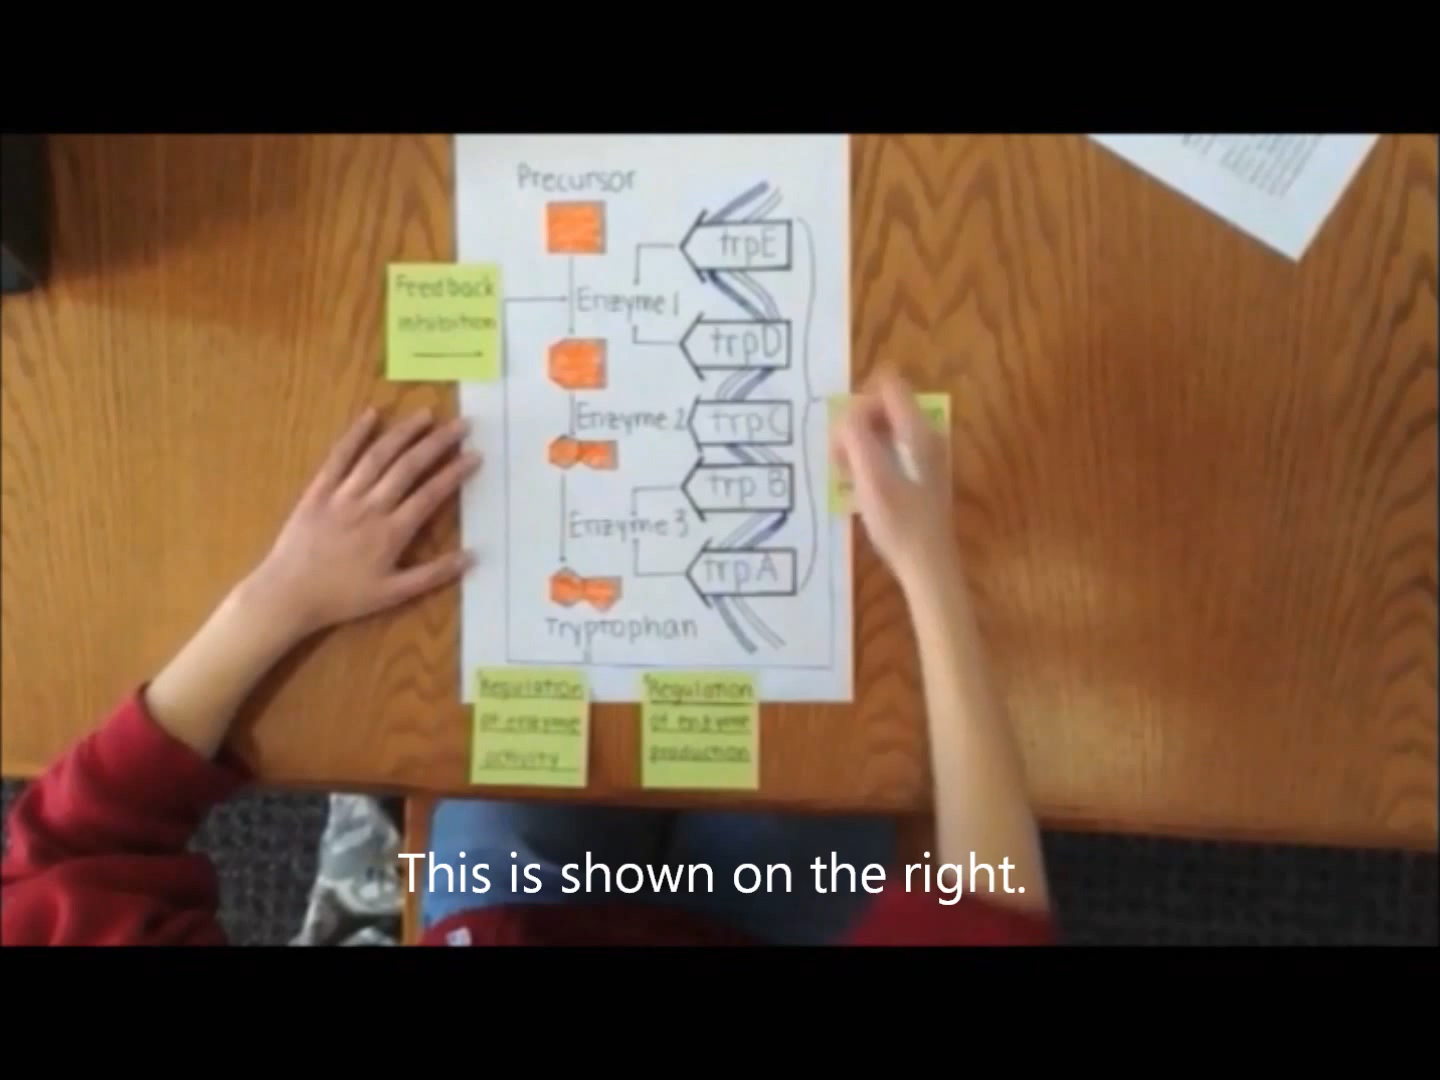 Precursor
trpE
Feedback
inhibition
Enzyme 1
trpD
Enzyme 2
trpC
trp B
Enzyme 3
trpA
Tryptophan
Regulation
of enzyme
activity
Regulation
of enzyme
production
This is shown on the right.